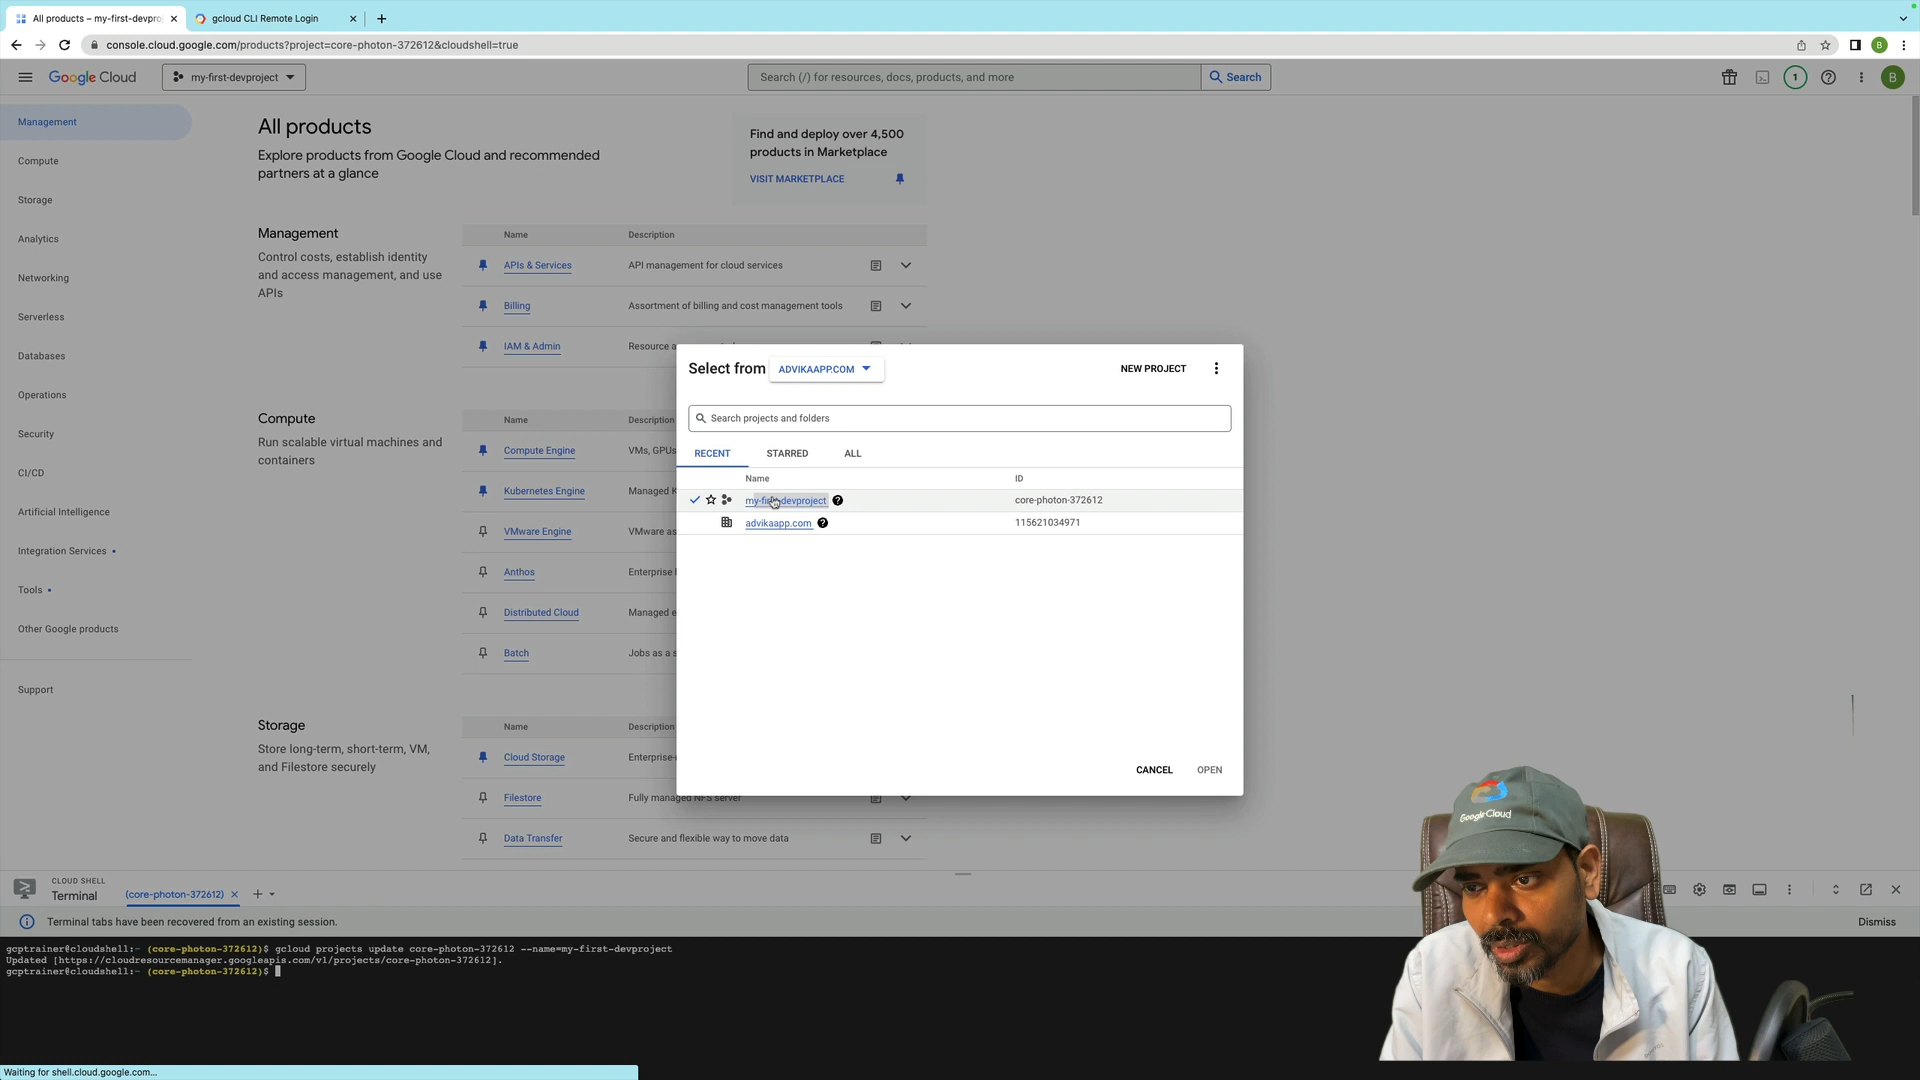 All products – my-first-devpro
gcloud CLI Remote Login
console.cloud.google.com/products?project=core-photon-372612&cloudshell=true
B
Google Cloud
my-first-devproject
Search (/) for resources, docs, products, and more
Search
1
B
Management
Compute
Storage
Analytics
Networking
Serverless
Databases
Operations
Security
CI/CD
Artificial Intelligence
Integration Services
Tools
Other Google products
Support
All products
Explore products from Google Cloud and recommended
partners at a glance
Find and deploy over 4,500
products in Marketplace
VISIT MARKETPLACE
Management
Control costs, establish identity
and access management, and use
APIs
Name Description
APIs & Services API management for cloud services
Billing Assortment of billing and cost management tools
IAM & Admin Resource a
Compute
Run scalable virtual machines and
containers
Name Description
Compute Engine VMs, GPUs
Kubernetes Engine Managed K
VMware Engine VMware as
Anthos Enterprise
Distributed Cloud Managed e
Batch Jobs as a s
Storage
Store long-term, short-term, VM,
and Filestore securely
Name Description
Cloud Storage Enterprise-
Filestore Fully managed NFS server
Data Transfer Secure and flexible way to move data
Select from ADVIKAAPP.COM
NEW PROJECT
Search projects and folders
RECENT STARRED ALL
Name ID
my-first-devproject core-photon-372612
advikaapp.com 115621034971
CANCEL OPEN
CLOUD SHELL
Terminal
(core-photon-372612)
Terminal tabs have been recovered from an existing session.
Dismiss
gcptrainer@cloudshell:~ (core-photon-372612)$ gcloud projects update core-photon-372612 --name=my-first-devproject
Updated [https://cloudresourcemanager.googleapis.com/v1/projects/core-photon-372612].
gcptrainer@cloudshell:~ (core-photon-372612)$
Google Cloud
Waiting for shell.cloud.google.com...